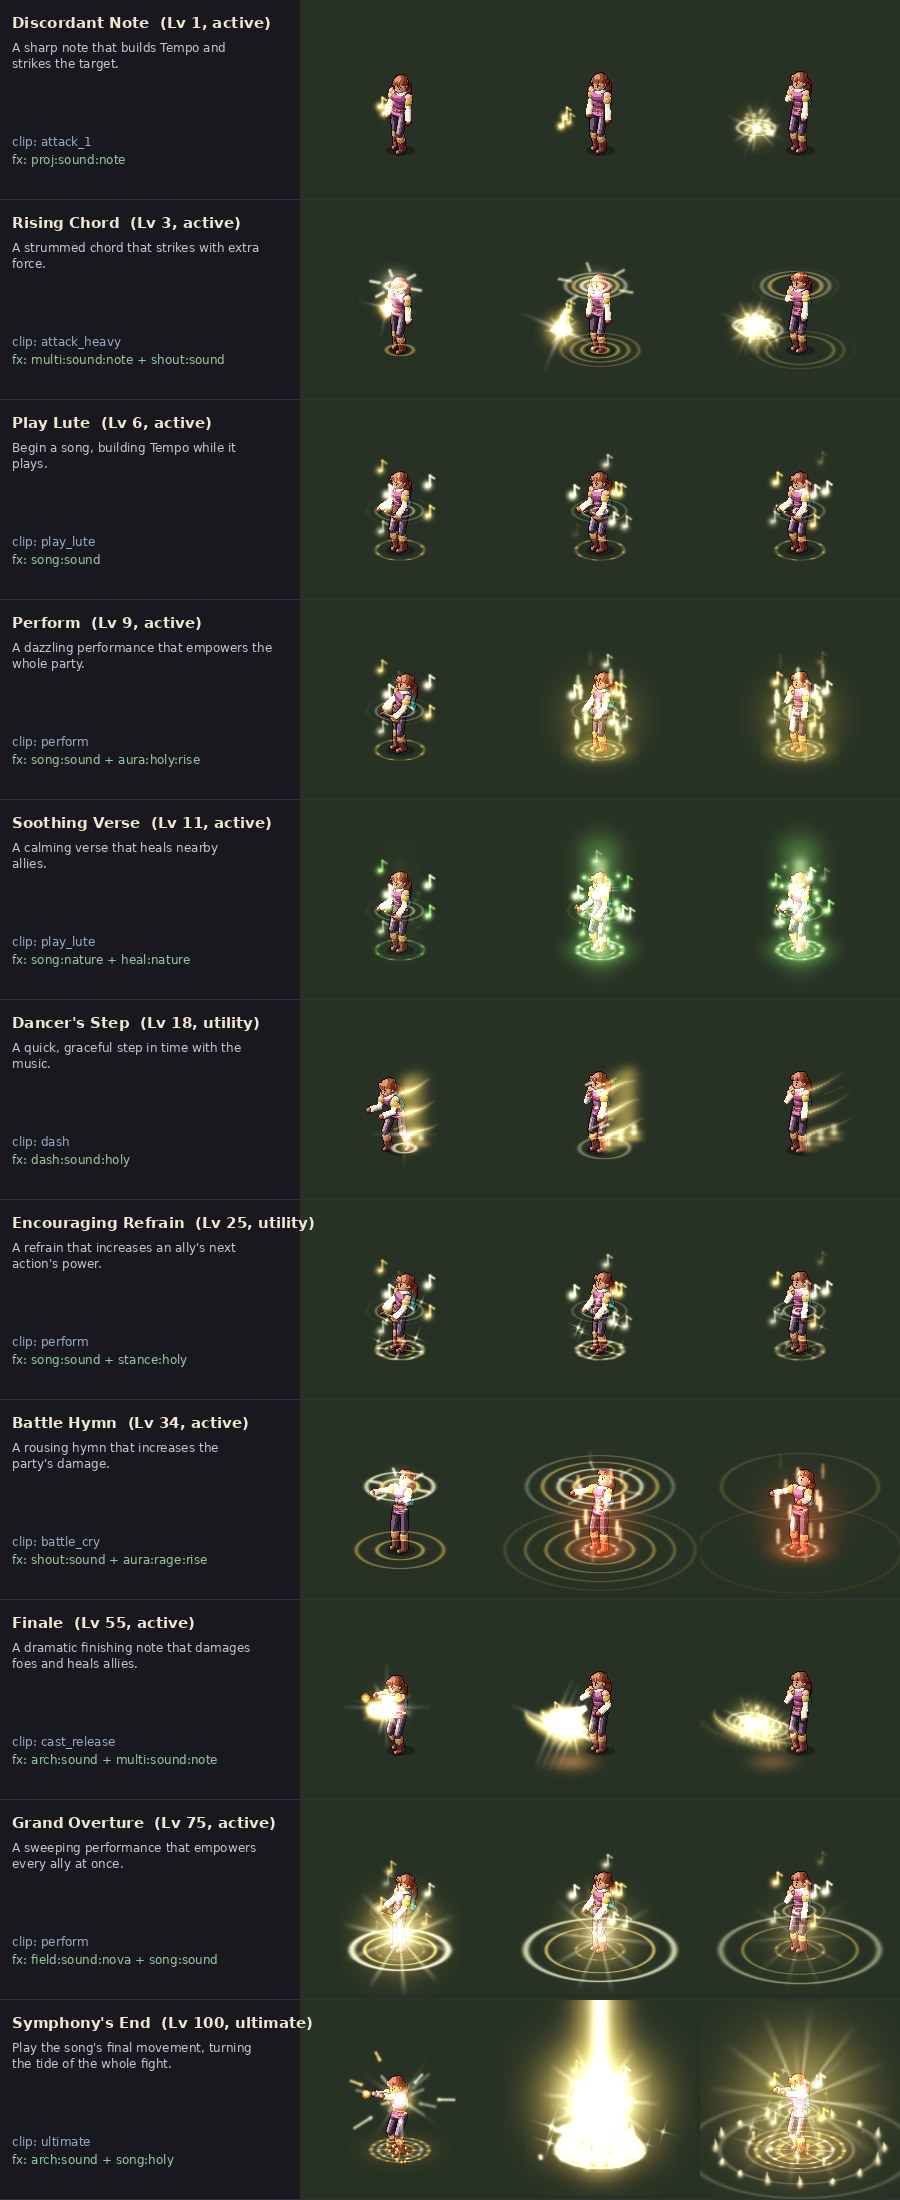 Discordant Note  (Lv 1, active)
A sharp note that builds Tempo and
strikes the target.
clip: attack_1
fx: proj:sound:note
Rising Chord  (Lv 3, active)
A strummed chord that strikes with extra
force.
clip: attack_heavy
fx: multi:sound:note + shout:sound
Play Lute  (Lv 6, active)
Begin a song, building Tempo while it
plays.
clip: play_lute
fx: song:sound
Perform  (Lv 9, active)
A dazzling performance that empowers the
whole party.
clip: perform
fx: song:sound + aura:holy:rise
Soothing Verse  (Lv 11, active)
A calming verse that heals nearby
allies.
clip: play_lute
fx: song:nature + heal:nature
Dancer's Step  (Lv 18, utility)
A quick, graceful step in time with the
music.
clip: dash
fx: dash:sound:holy
Encouraging Refrain  (Lv 25, utility)
A refrain that increases an ally's next
action's power.
clip: perform
fx: song:sound + stance:holy
Battle Hymn  (Lv 34, active)
A rousing hymn that increases the
party's damage.
clip: battle_cry
fx: shout:sound + aura:rage:rise
Finale  (Lv 55, active)
A dramatic finishing note that damages
foes and heals allies.
clip: cast_release
fx: arch:sound + multi:sound:note
Grand Overture  (Lv 75, active)
A sweeping performance that empowers
every ally at once.
clip: perform
fx: field:sound:nova + song:sound
Symphony's End  (Lv 100, ultimate)
Play the song's final movement, turning
the tide of the whole fight.
clip: ultimate
fx: arch:sound + song:holy